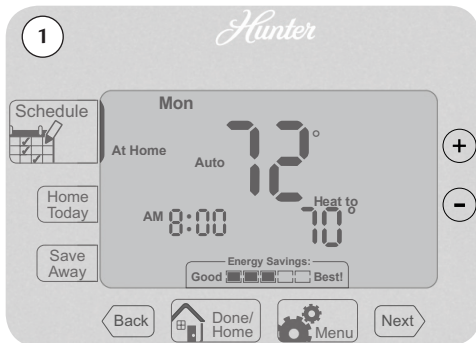 1
Hunter
Schedule
Mon
At Home
Auto
72°
+
Home
Today
AM 8:00
Heat to
70°
-
Save
Away
Energy Savings:
Good
Best!
Back
Done/
Home
Menu
Next